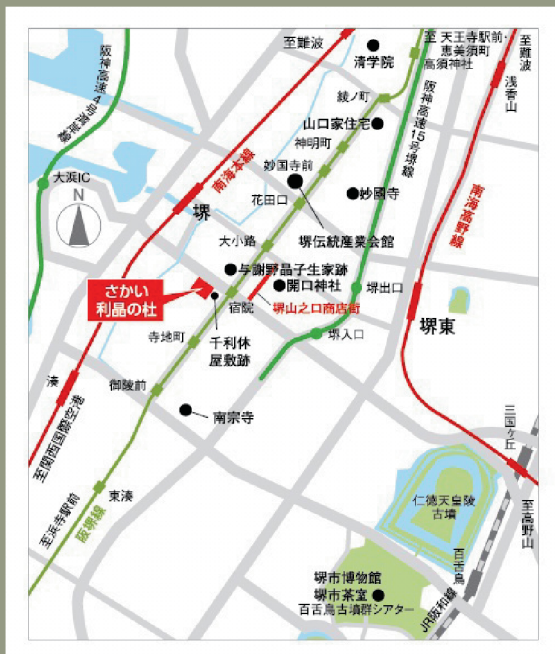 至難波
清学院
至 天王寺駅前・
恵美須町
高須神社
至難波
浅香山
阪神高速4号湾岸線
綾ノ町
阪神高速15号堺線
山口家住宅
神明町
大浜IC
妙国寺前
南海本線
妙國寺
N
堺
花田口
南海高野線
大小路
堺伝統産業会館
与謝野晶子生家跡
開口神社
さかい
利晶の杜
宿院
堺山之口商店街
堺出口
堺東
寺地町
千利休
屋敷跡
堺入口
湊
御陵前
南宗寺
三国ヶ丘
至関西国際空港
仁徳天皇陵
古墳
至高野山
東湊
阪堺線
至浜寺駅前
百舌鳥
堺市博物館
堺市茶室
百舌鳥古墳群シアター
JR阪和線